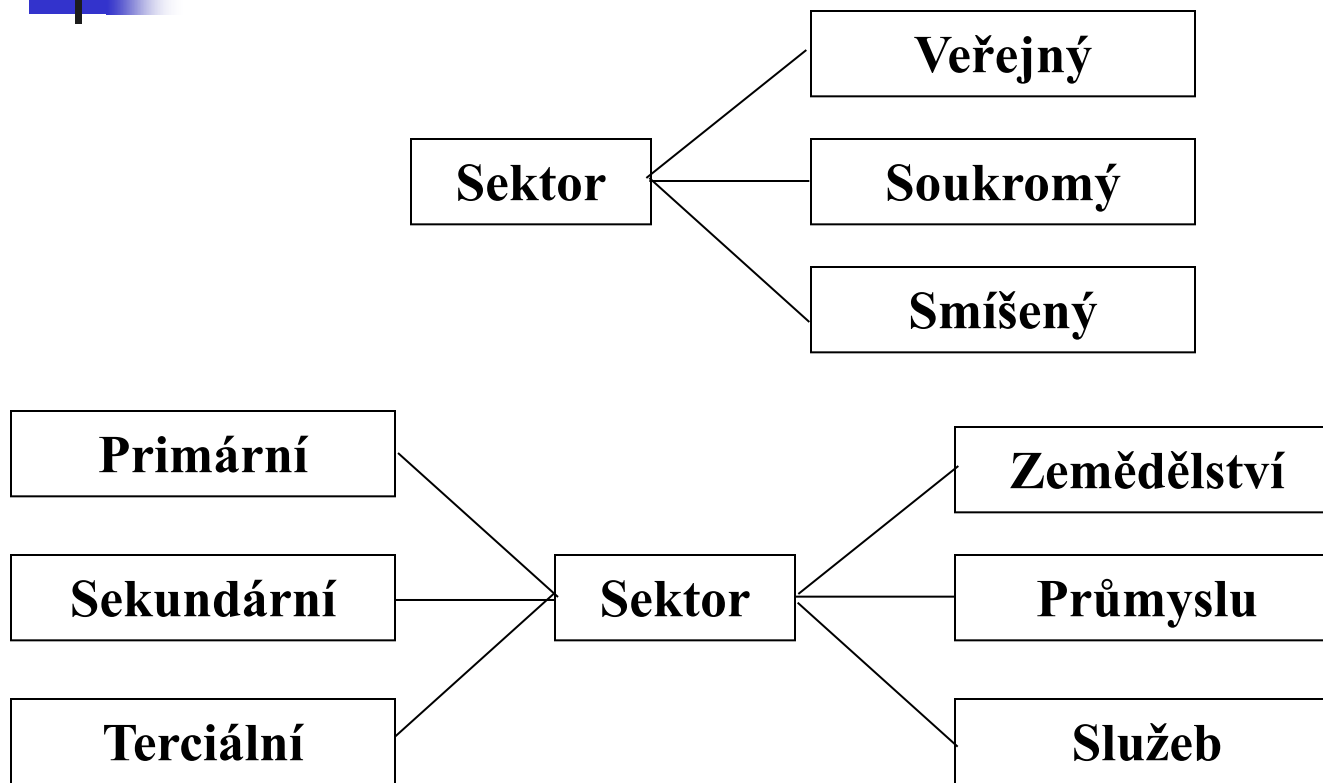 Veřejný
Sektor
Soukromý
Smíšený
Primární
Zemědělství
Sekundární
Sektor
Průmyslu
Terciální
Služeb